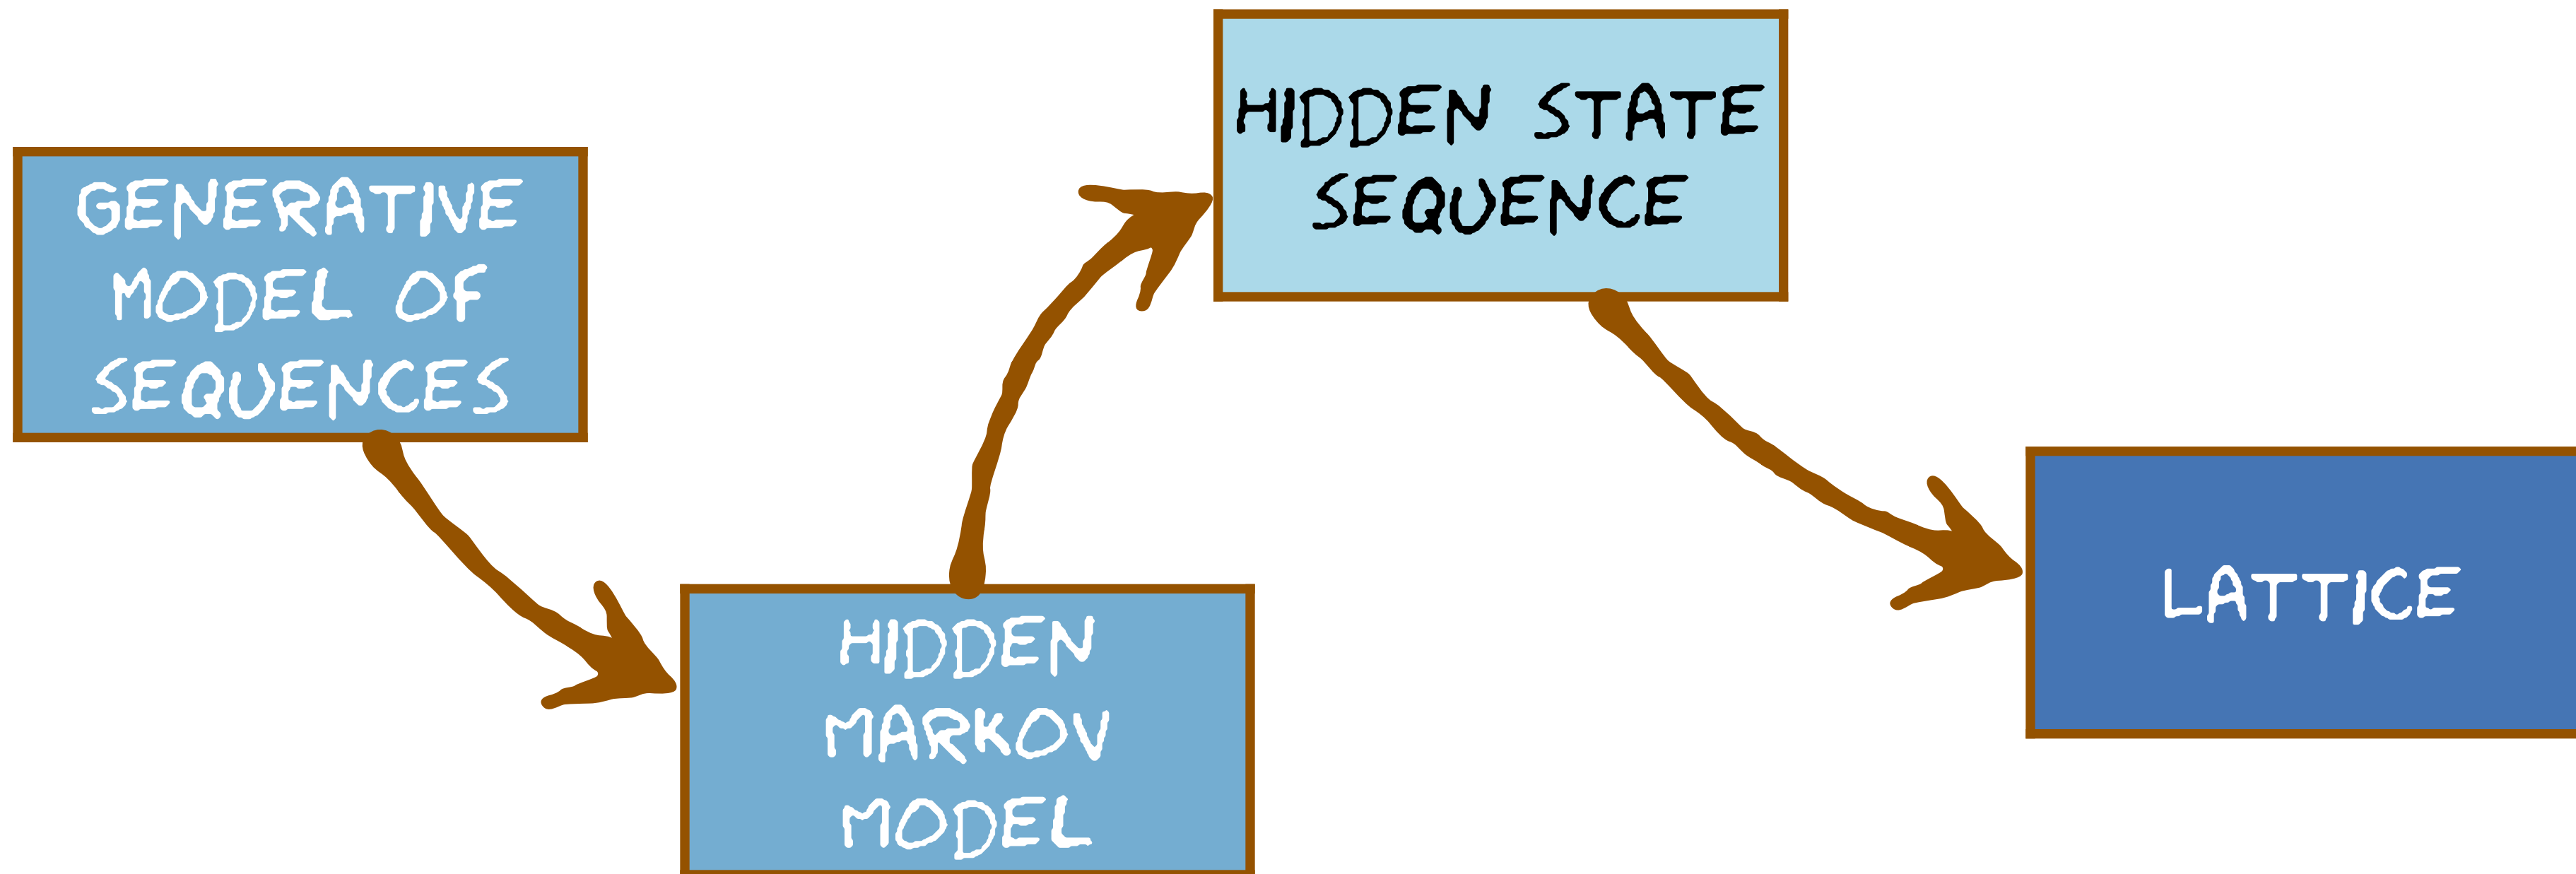 GENERATIVE
MODEL OF
SEQUENCES
HIDDEN
MARKOV
MODEL
HIDDEN STATE
SEQUENCE
LATTICE